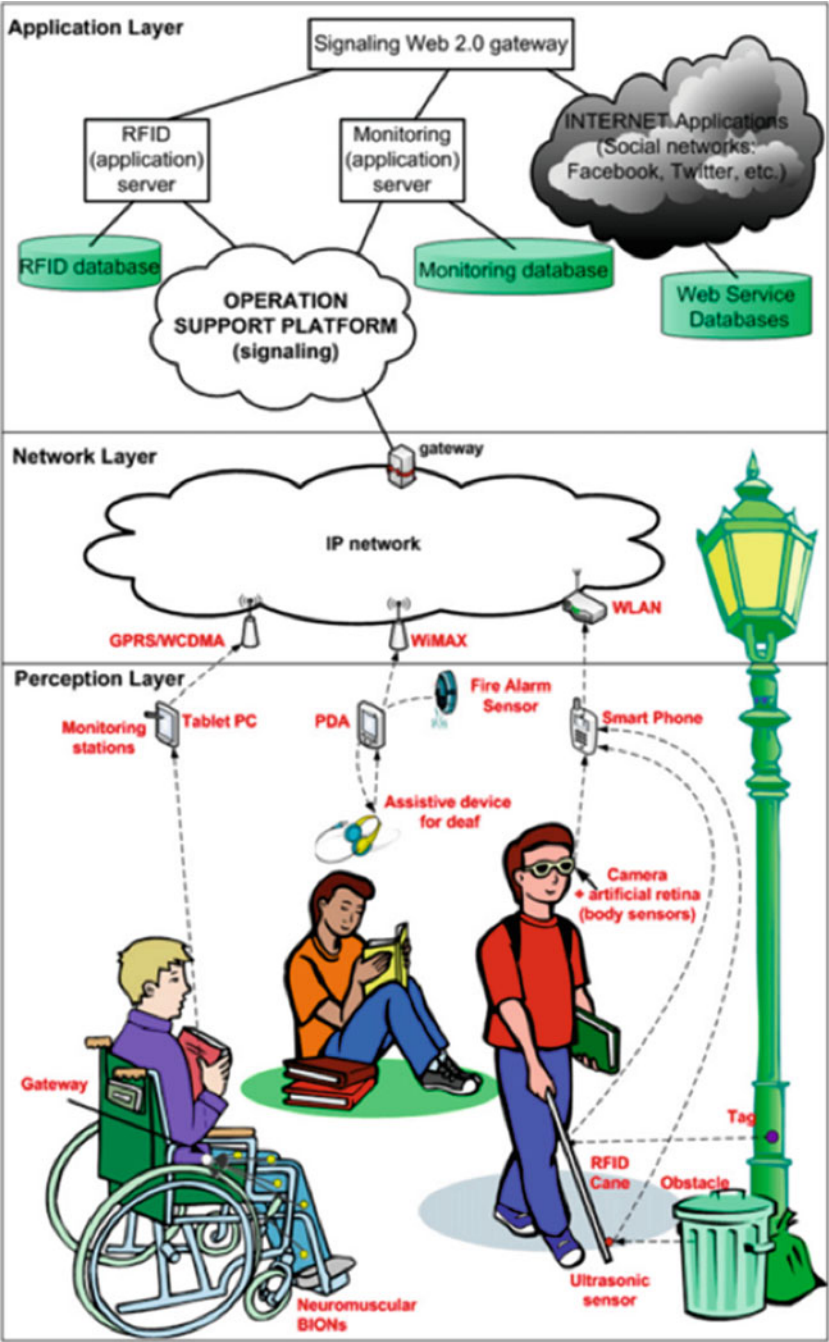 Application Layer
Signaling Web 2.0 gateway
RFID
(application)
server
Monitoring
(application)
server
INTERNET Applications
(Social networks:
Facebook, Twitter, etc.)
RFID database
Monitoring database
Web Service
Databases
OPERATION
SUPPORT PLATFORM
(signaling)
Network Layer
gateway
IP network
GPRS/WCDMA
WiMAX
WLAN
Perception Layer
Monitoring
stations
Tablet PC
PDA
Fire Alarm
Sensor
Smart Phone
Assistive device
for deaf
Camera
+ artificial retina
(body sensors)
Gateway
Tag
RFID
Cane
Obstacle
Ultrasonic
sensor
Neuromuscular
BIONs